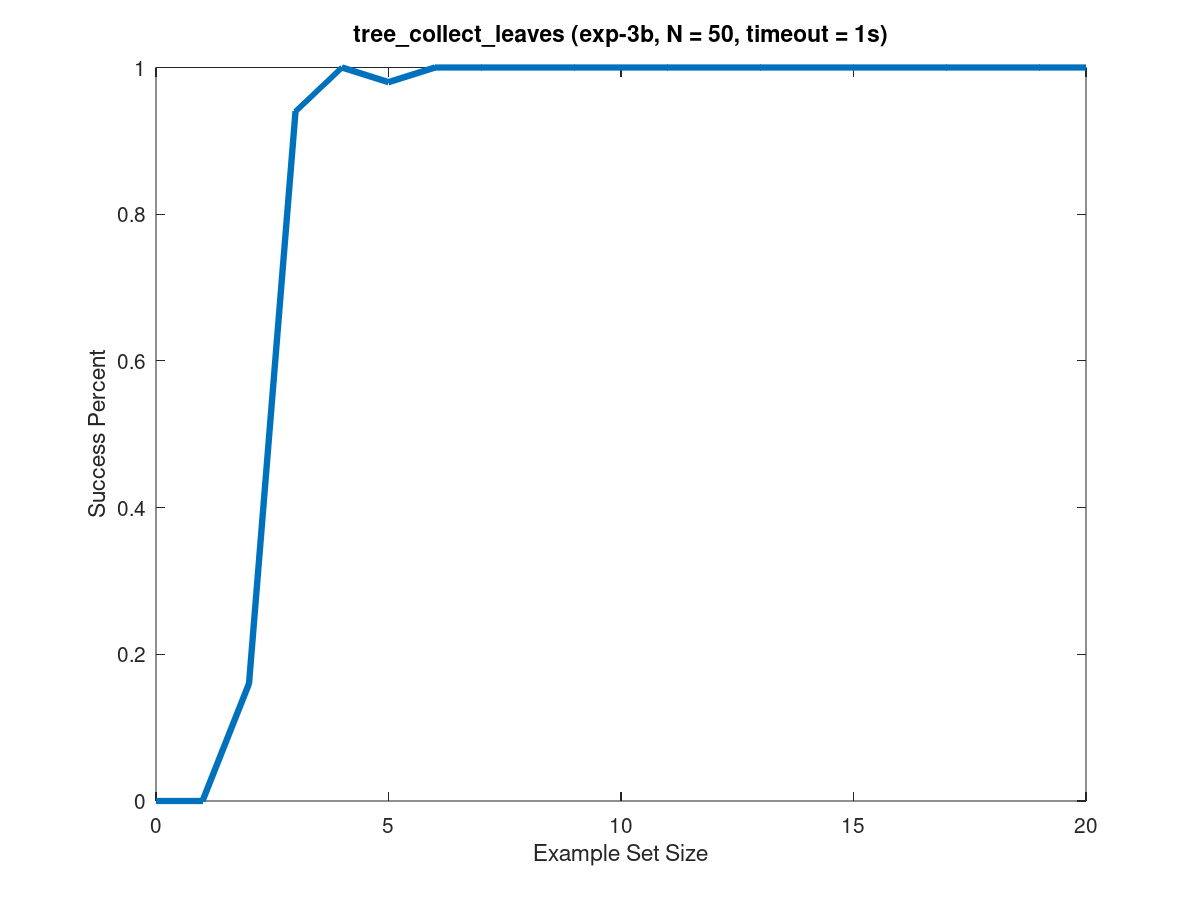 tree_collect_leaves (exp-3b, N = 50, timeout = 1s)
1
0.8
0.6
0.4
0.2
0
Success Percent
0 5 10 15 20
Example Set Size